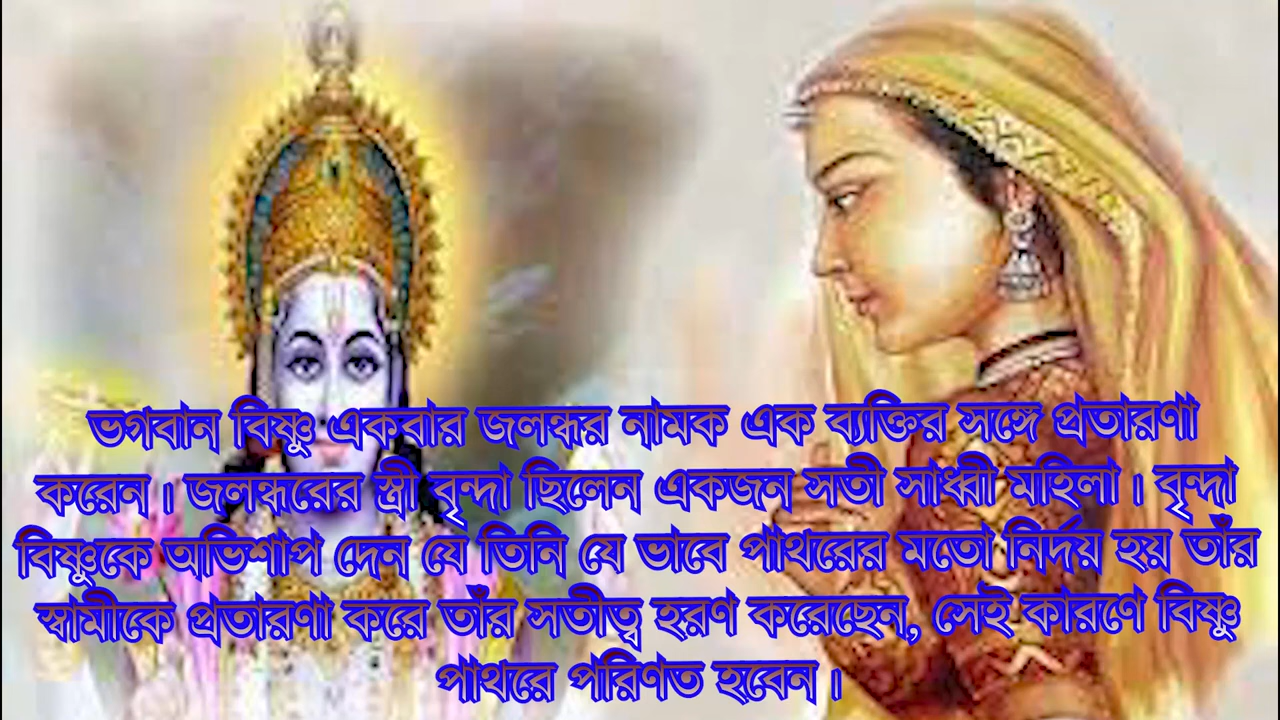 ভগবান বিষ্ণু একবার জলন্ধর নামক এক ব্যক্তির সঙ্গে প্রতারণা
করেন। জলন্ধরের স্ত্রী বৃন্দা ছিলেন একজন সতী সাধ্বী মহিলা। বৃন্দা
বিষ্ণুকে অভিশাপ দেন যে তিনি যে ভাবে পাথরের মতো নির্দয় হয় তাঁর
স্বামীকে প্রতারণা করে তাঁর সতীত্ব হরণ করেছেন, সেই কারণে বিষ্ণু
পাথরে পরিণত হবেন।